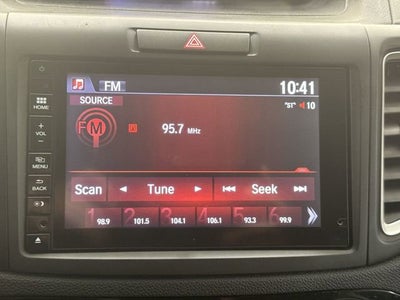 FM 10:41
SOURCE "ST" 10
HOME
FM 95.7 MHz
+
VOL
−
MENU
BACK
Scan Tune Seek
1 98.9 2 101.5 3 104.1 4 106.1 5 93.3 6 99.9